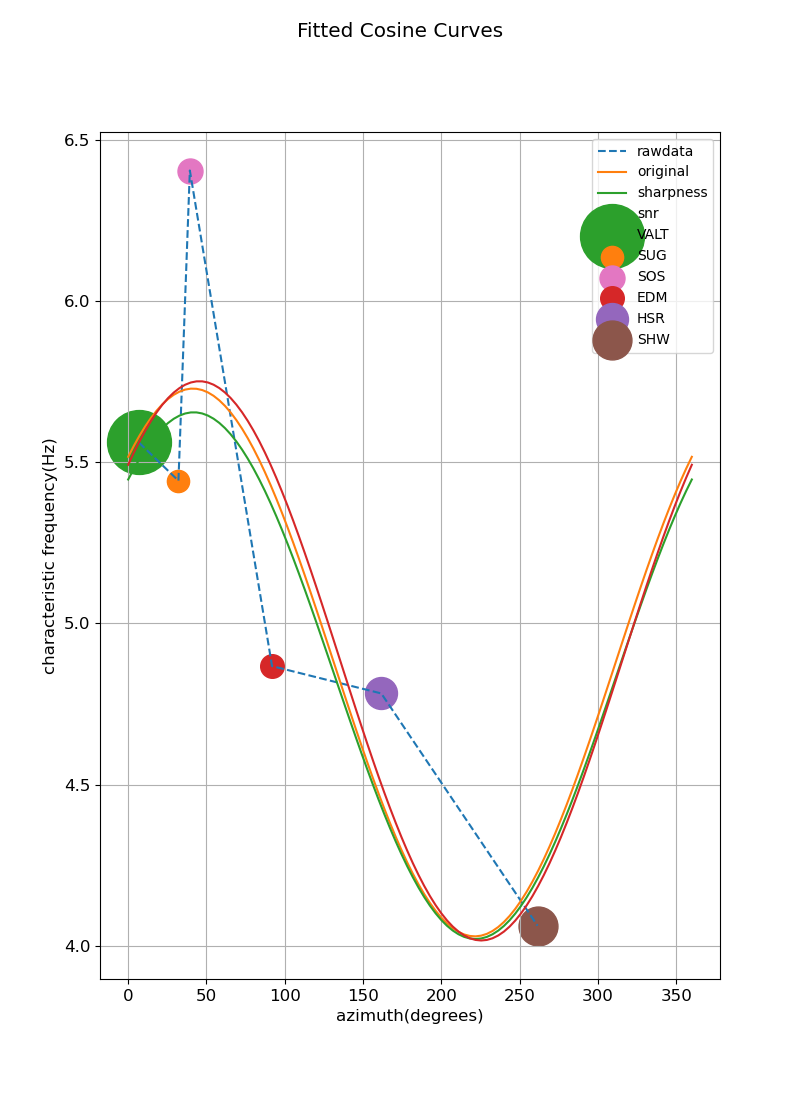 Fitted Cosine Curves
6.5
6.0
5.5
5.0
4.5
4.0
characteristic frequency(Hz)
rawdata
original
sharpness
snr
VALT
SUG
SOS
EDM
HSR
SHW
0 50 100 150 200 250 300 350
azimuth(degrees)